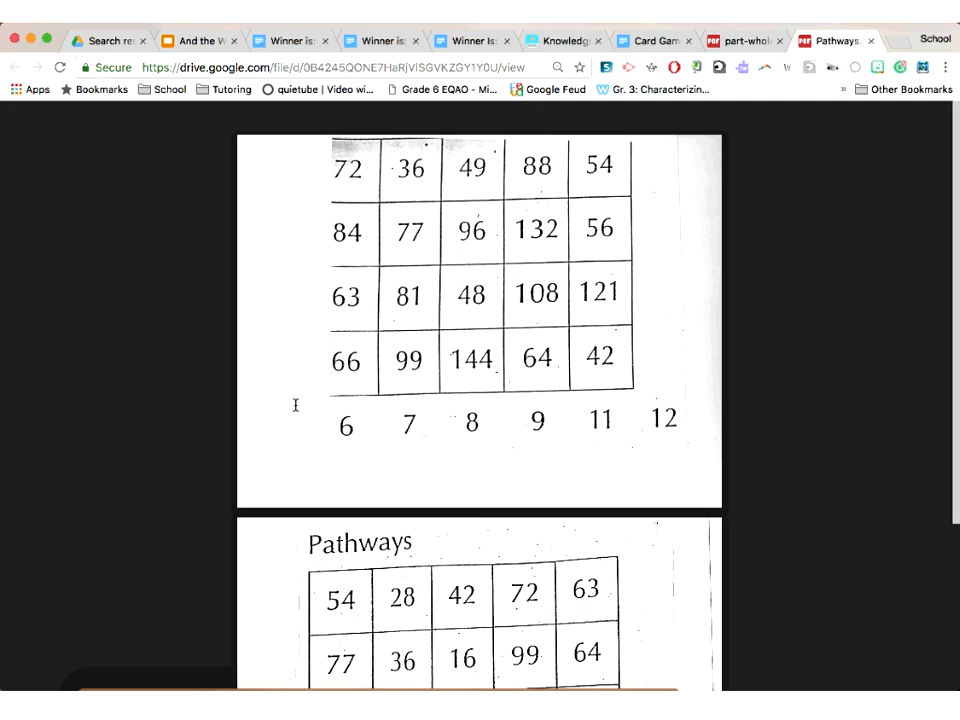 Search re: And the W Winner is: Winner is: Winner Is: Knowledg Card Gam part-whol Pathways. School
Secure https://drive.google.com/file/d/0B4245QONE7HaRjVISGVKZGY1Y0U/view
Apps Bookmarks School Tutoring quietube | Video wi... Grade 6 EQAO - Mi... Google Feud Gr. 3: Characterizin... » Other Bookmarks
72 36 49 88 54
84 77 96 132 56
63 81 48 108 121
66 99 144 64 42
6 7 8 9 11 12
Pathways
54 28 42 72 63
77 36 16 99 64